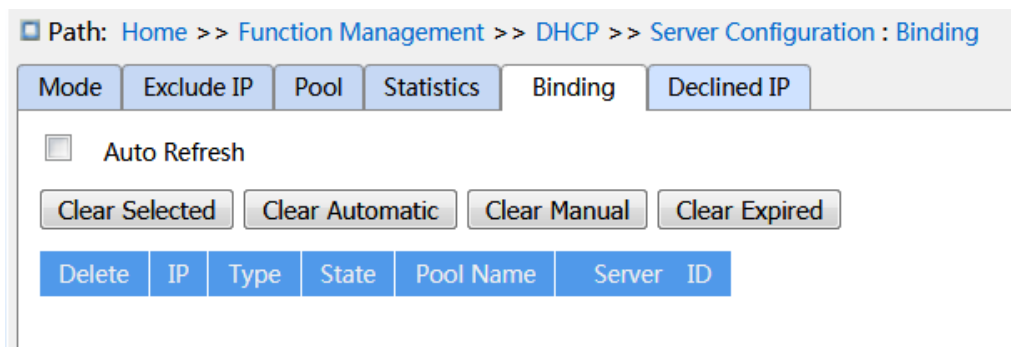 Path: Home >> Function Management >> DHCP >> Server Configuration : Binding
Mode Exclude IP Pool Statistics Binding Declined IP
Auto Refresh
Clear Selected Clear Automatic Clear Manual Clear Expired
Delete IP Type State Pool Name Server ID